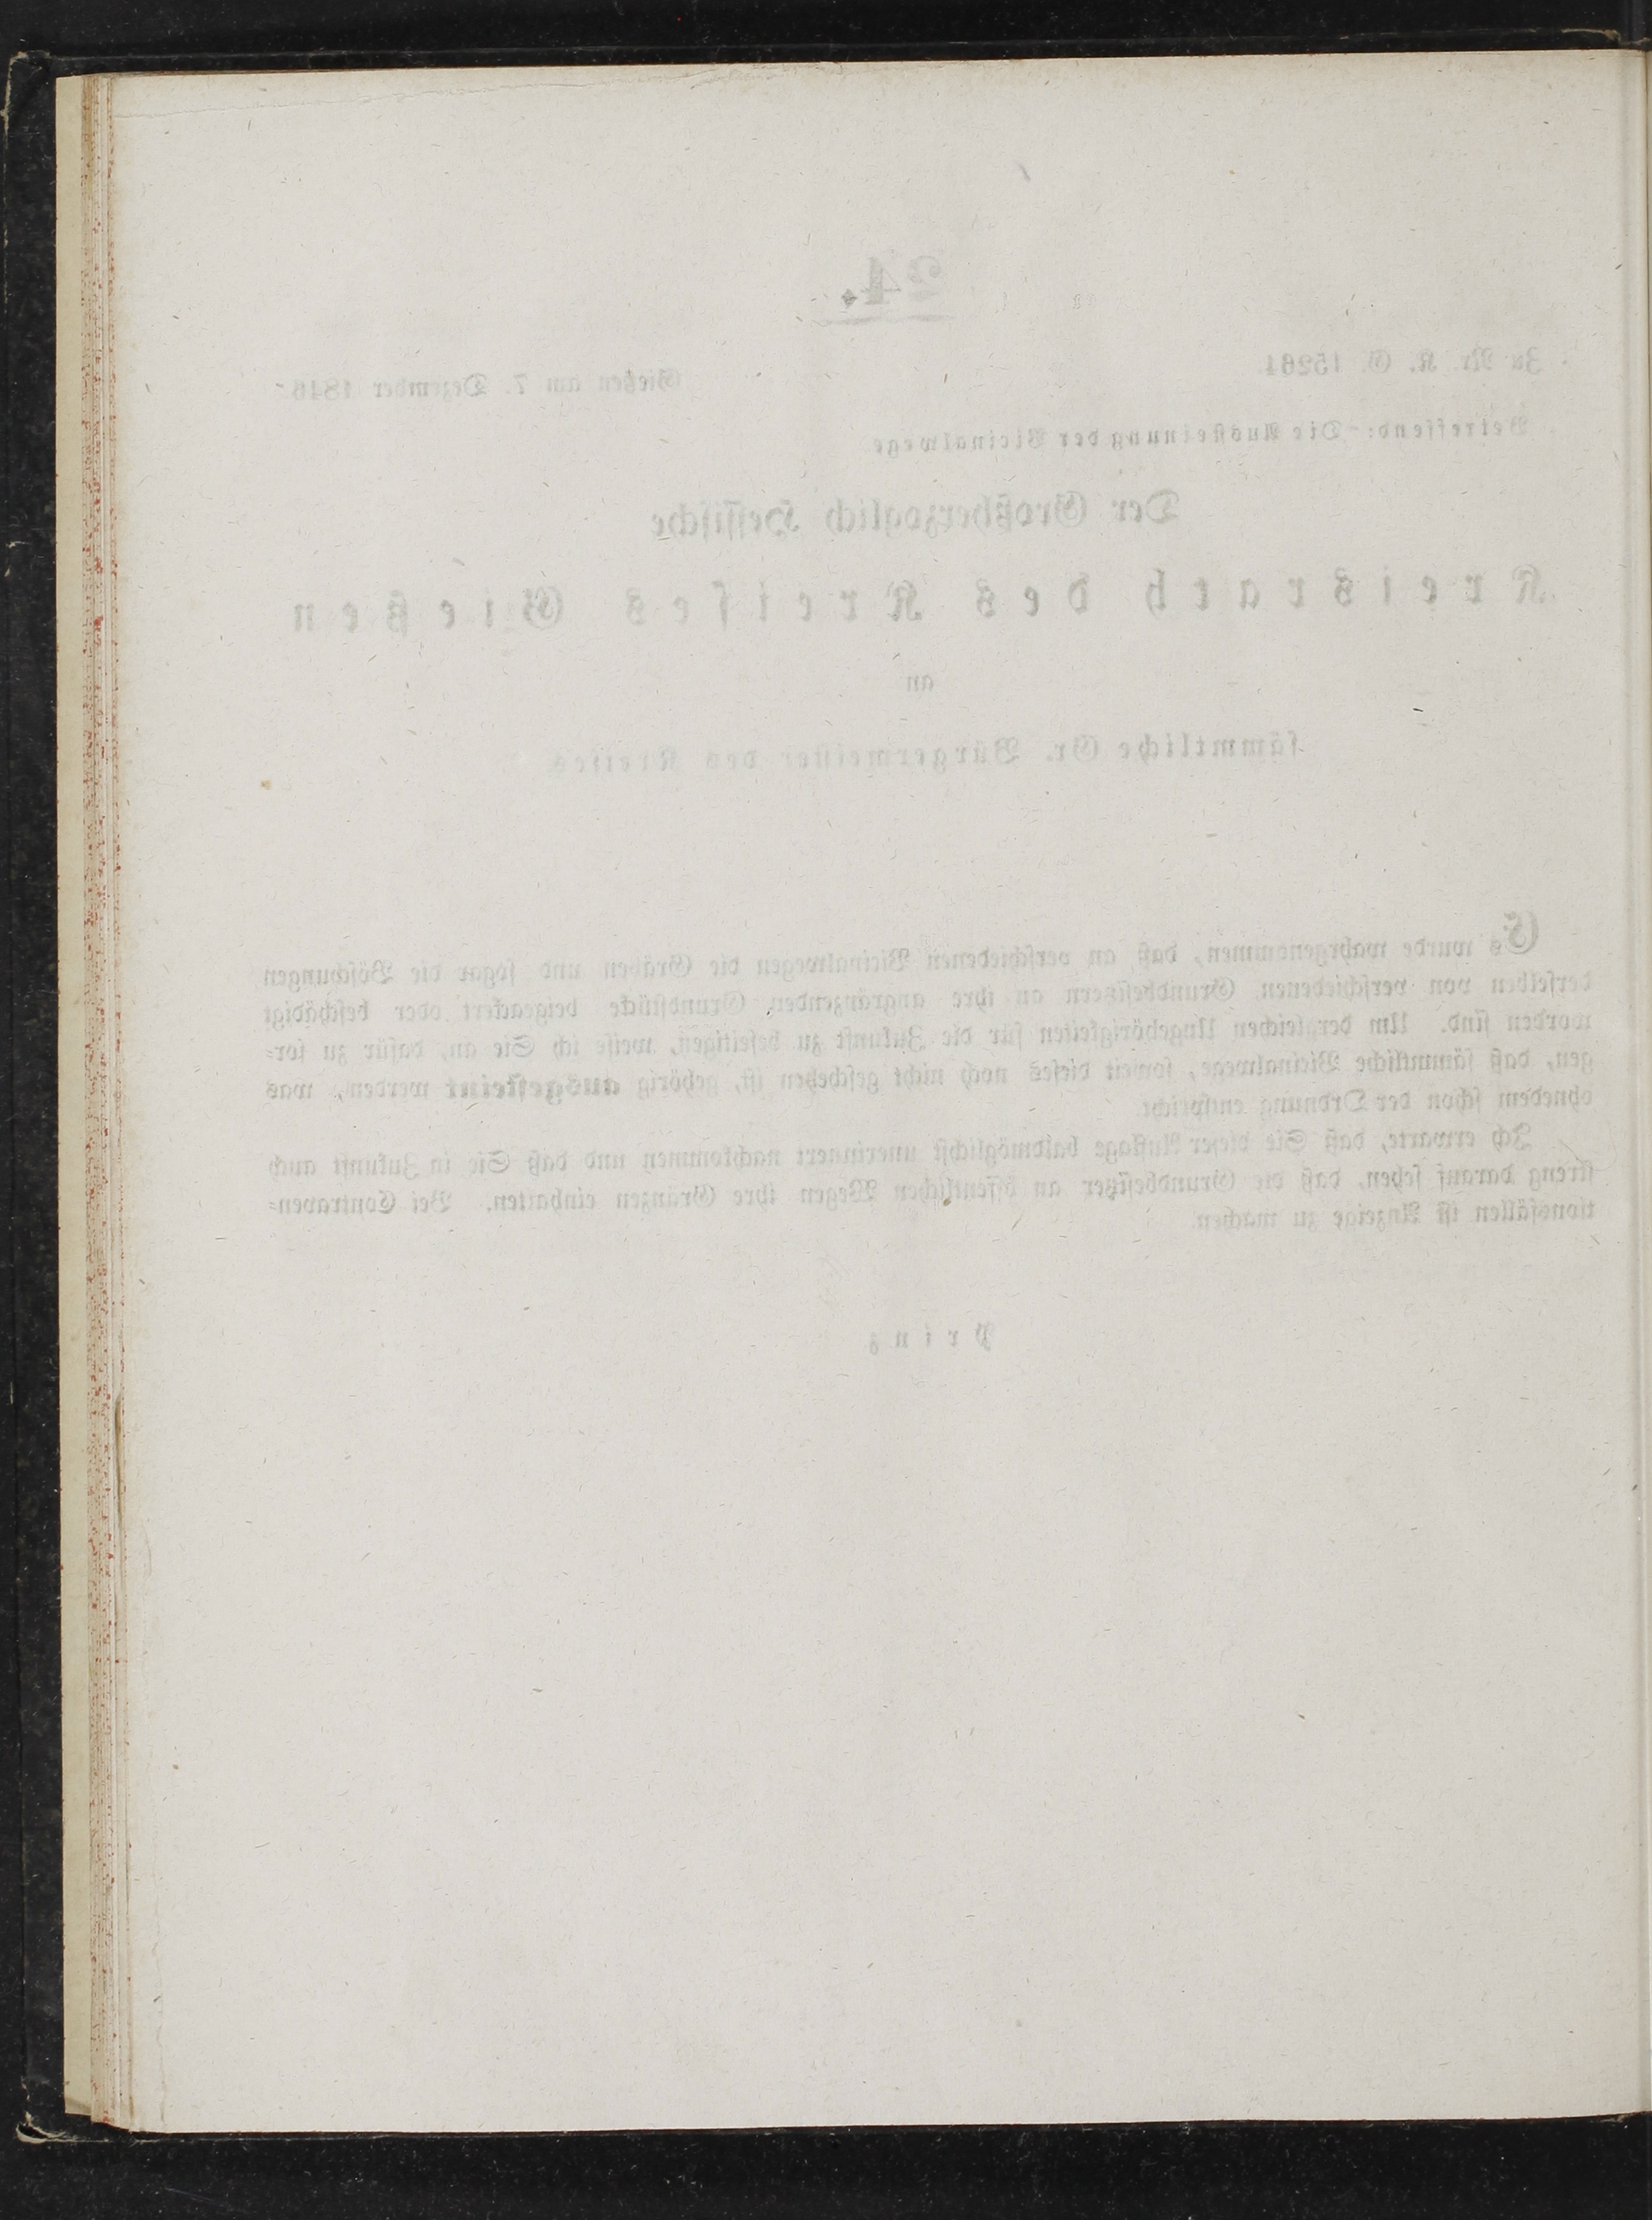 24.
Zu Nr. K. G. 15264
Gießen am 7. Dezember 1846
Betreffend: Die Aussteinung der Vicinalwege
Der Großherzoglich Hessische
Kreisrath des Kreises Gießen
an
sämmtliche Gr. Bürgermeister des Kreises
Es wurde wahrgenommen, daß an verschiedenen Vicinalwegen die Gräben und sogar die Böschungen
derselben von verschiedenen Grundbesitzern an ihre angränzenden Grundstücke beigeackert oder beschädigt
worden sind. Um dergleichen Ungehörigkeiten für die Zukunft zu beseitigen, weise ich Sie an, dafür zu sor=
gen, daß sämmtliche Vicinalwege, soweit dieses noch nicht geschehen ist, gehörig ausgesteint werden, was
ohnedem schon der Ordnung entspricht.
Ich erwarte, daß Sie dieser Auflage baldmöglichst unerinnert nachkommen und daß Sie in Zukunft auch
streng darauf sehen, daß die Grundbesitzer an öffentlichen Wegen ihre Gränzen einhalten. Bei Contraven=
tionsfällen ist Anzeige zu machen.
Prinz